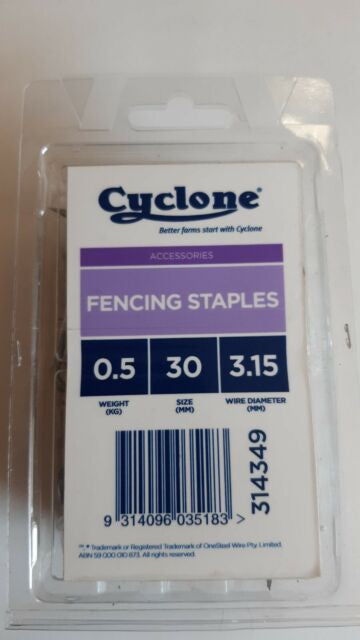 Cyclone®
Better farms start with Cyclone
ACCESSORIES
FENCING STAPLES
0.5 30 3.15
WEIGHT (KG) SIZE (MM) WIRE DIAMETER (MM)
9 314096 035183 >
314349
™,® Trademark or Registered Trademark of OneSteel Wire Pty Limited.
ABN 59 000 010 873. All rights reserved.